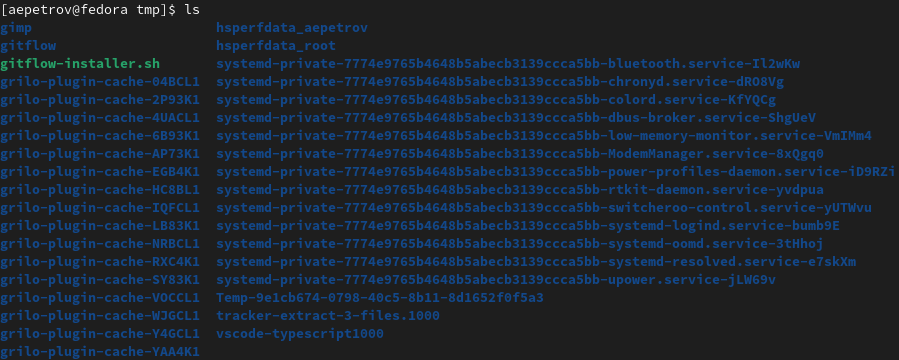 [aepetrov@fedora tmp]$ ls
gimp hsperfdata_aepetrov
gitflow hsperfdata_root
gitflow-installer.sh systemd-private-7774e9765b4648b5abecb3139ccca5bb-bluetooth.service-Il2wKw
grilo-plugin-cache-04BCL1 systemd-private-7774e9765b4648b5abecb3139ccca5bb-chronyd.service-dRO8Vg
grilo-plugin-cache-2P93K1 systemd-private-7774e9765b4648b5abecb3139ccca5bb-colord.service-KfYQCg
grilo-plugin-cache-4UACL1 systemd-private-7774e9765b4648b5abecb3139ccca5bb-dbus-broker.service-ShgUeV
grilo-plugin-cache-6B93K1 systemd-private-7774e9765b4648b5abecb3139ccca5bb-low-memory-monitor.service-VmIMm4
grilo-plugin-cache-AP73K1 systemd-private-7774e9765b4648b5abecb3139ccca5bb-ModemManager.service-8xQgq0
grilo-plugin-cache-EGB4K1 systemd-private-7774e9765b4648b5abecb3139ccca5bb-power-profiles-daemon.service-iD9RZi
grilo-plugin-cache-HC8BL1 systemd-private-7774e9765b4648b5abecb3139ccca5bb-rtkit-daemon.service-yvdpua
grilo-plugin-cache-IQFCL1 systemd-private-7774e9765b4648b5abecb3139ccca5bb-switcheroo-control.service-yUTWvu
grilo-plugin-cache-LB83K1 systemd-private-7774e9765b4648b5abecb3139ccca5bb-systemd-logind.service-bumb9E
grilo-plugin-cache-NRBCL1 systemd-private-7774e9765b4648b5abecb3139ccca5bb-systemd-oomd.service-3tHhoj
grilo-plugin-cache-RXC4K1 systemd-private-7774e9765b4648b5abecb3139ccca5bb-systemd-resolved.service-e7skXm
grilo-plugin-cache-SY83K1 systemd-private-7774e9765b4648b5abecb3139ccca5bb-upower.service-jLW69v
grilo-plugin-cache-VOCCL1 Temp-9e1cb674-0798-40c5-8b11-8d1652f0f5a3
grilo-plugin-cache-WJGCL1 tracker-extract-3-files.1000
grilo-plugin-cache-Y4GCL1 vscode-typescript1000
grilo-plugin-cache-YAA4K1